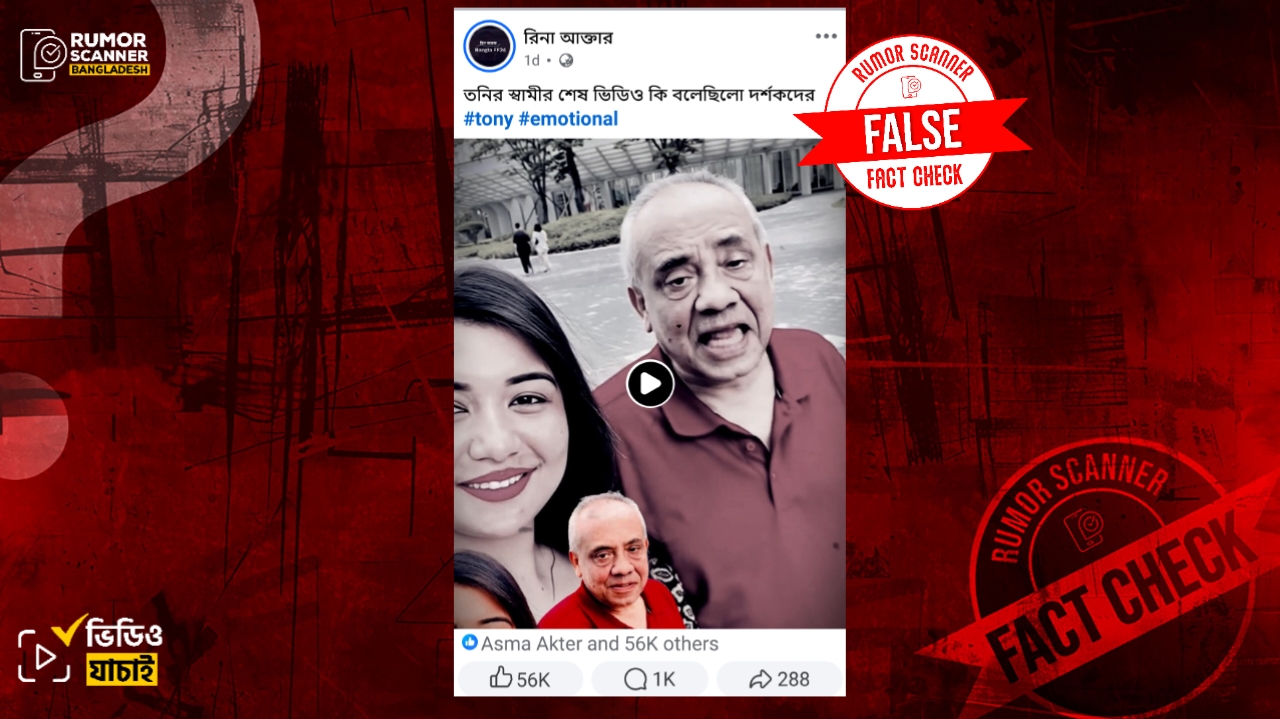 RUMOR
SCANNER
BANGLADESH
রিনা আক্তার
1d
তনির স্বামীর শেষ ভিডিও কি বলেছিলো দর্শকদের
#tony #emotional
RUMOR SCANNER
FALSE
FACT CHECK
Asma Akter and 56K others
56K
1K
288
ভিডিও
যাচাই
RUMOR SCANNER
FACT CHECK